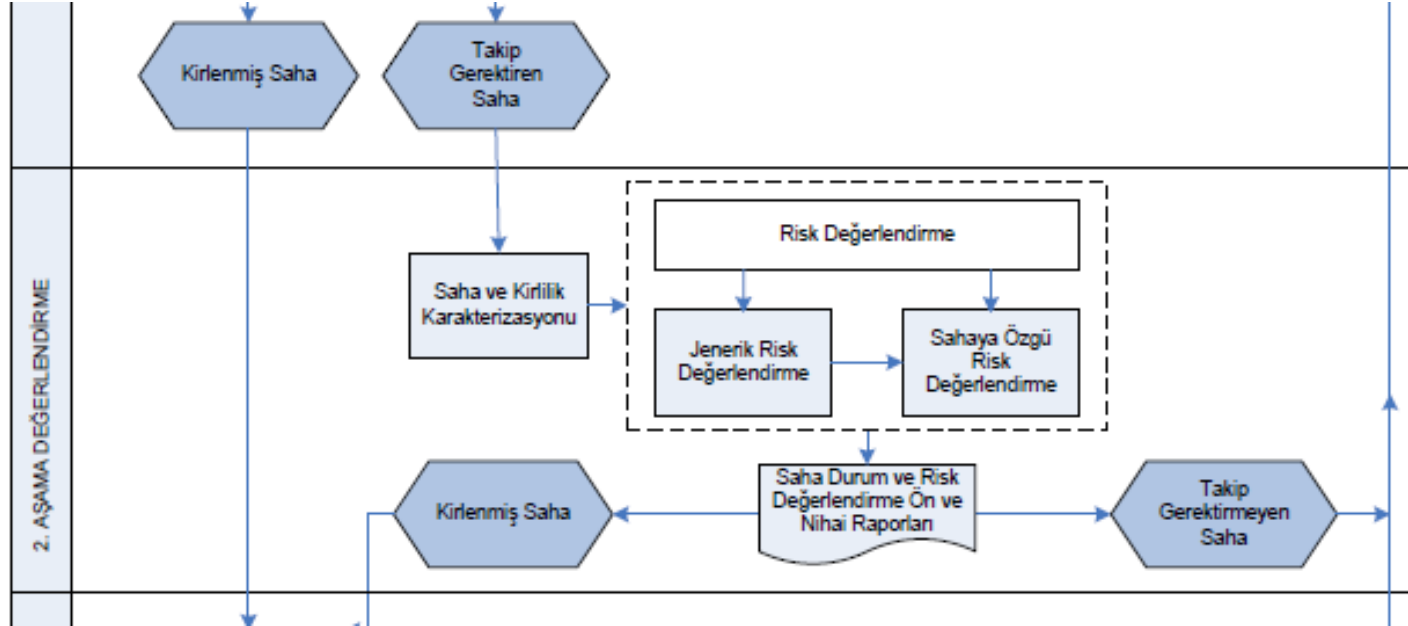 Kirlenmiş Saha
Takip
Gerektiren
Saha
2. AŞAMA DEĞERLENDİRME
Risk Değerlendirme
Saha ve Kirlilik
Karakterizasyonu
Jenerik Risk
Değerlendirme
Sahaya Özgü
Risk
Değerlendirme
Kirlenmiş Saha
Saha Durum ve Risk
Değerlendirme Ön ve
Nihai Raporları
Takip
Gerektirmeyen
Saha